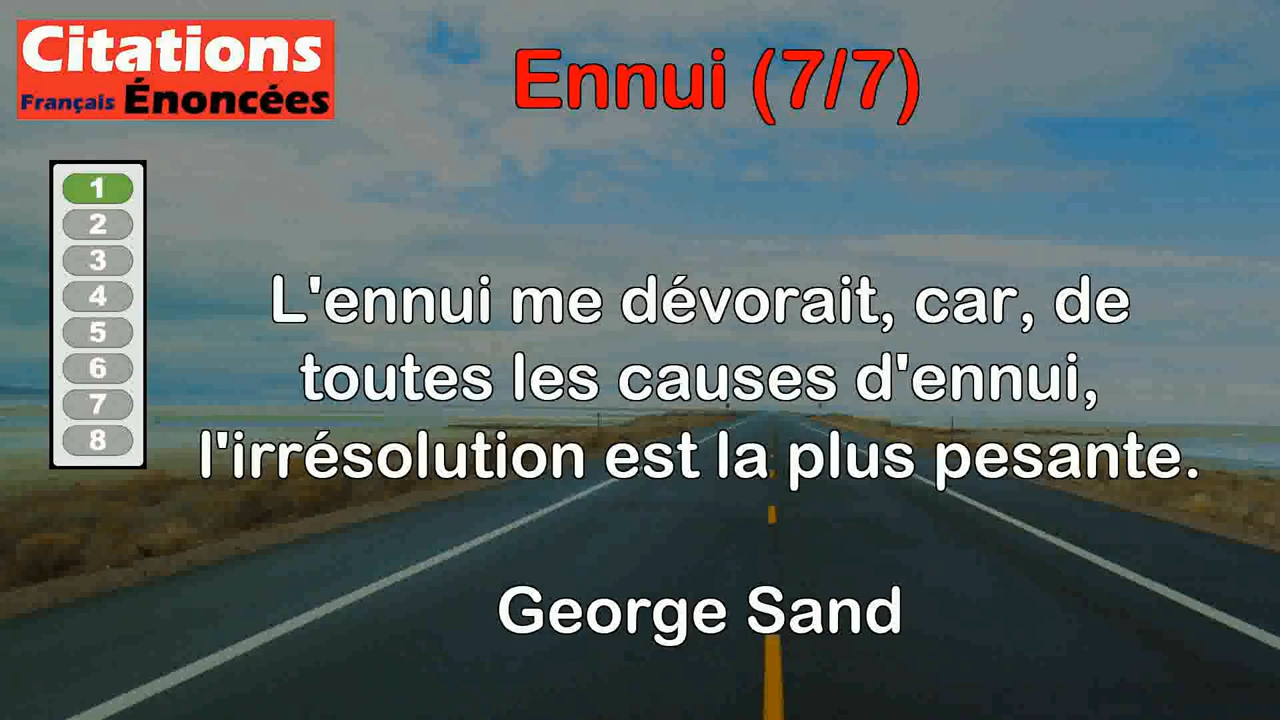 Citations
Français Énoncées
Ennui (7/7)
1
2
3
4
5
6
7
8
L'ennui me dévorait, car, de
toutes les causes d'ennui,
l'irrésolution est la plus pesante.
George Sand